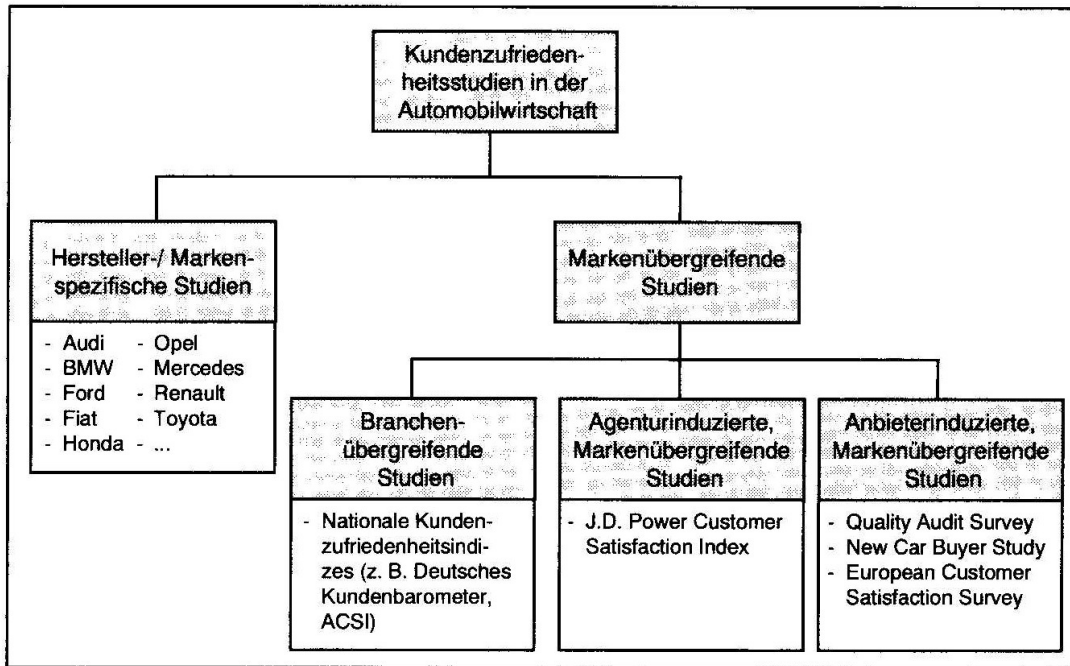 Kundenzufrieden-
heitsstudien in der
Automobilwirtschaft
Hersteller-/ Marken-
spezifische Studien
- Audi - Opel
- BMW - Mercedes
- Ford - Renault
- Fiat - Toyota
- Honda ...
Markenübergreifende
Studien
Branchen-
übergreifende
Studien
- Nationale Kunden-
zufriedenheitsindi-
zes (z. B. Deutsches
Kundenbarometer,
ACSI)
Agenturinduzierte,
Markenübergreifende
Studien
- J.D. Power Customer
Satisfaction Index
Anbieterinduzierte,
Markenübergreifende
Studien
- Quality Audit Survey
- New Car Buyer Study
- European Customer
Satisfaction Survey